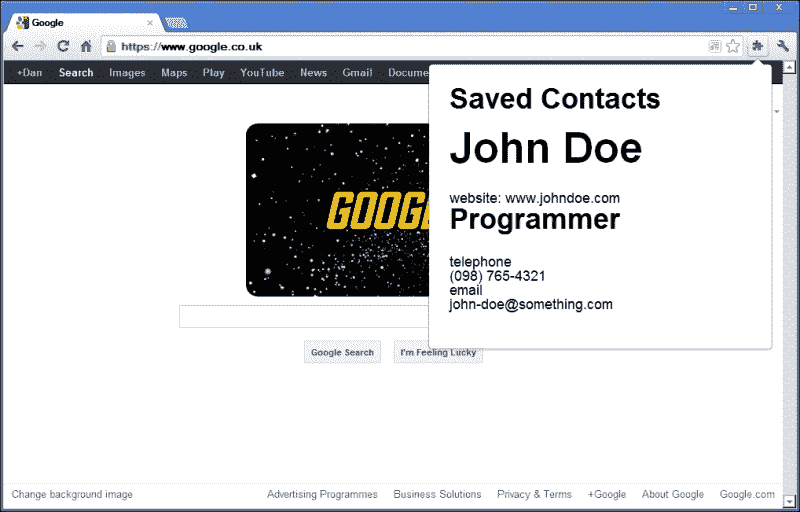 Google
https://www.google.co.uk
+Dan Search Images Maps Play YouTube News Gmail Docume
Saved Contacts
John Doe
website: www.johndoe.com
Programmer
telephone
(098) 765-4321
email
john-doe@something.com
GOOG
Google Search I'm Feeling Lucky
Change background image Advertising Programmes Business Solutions Privacy & Terms +Google About Google Google.com